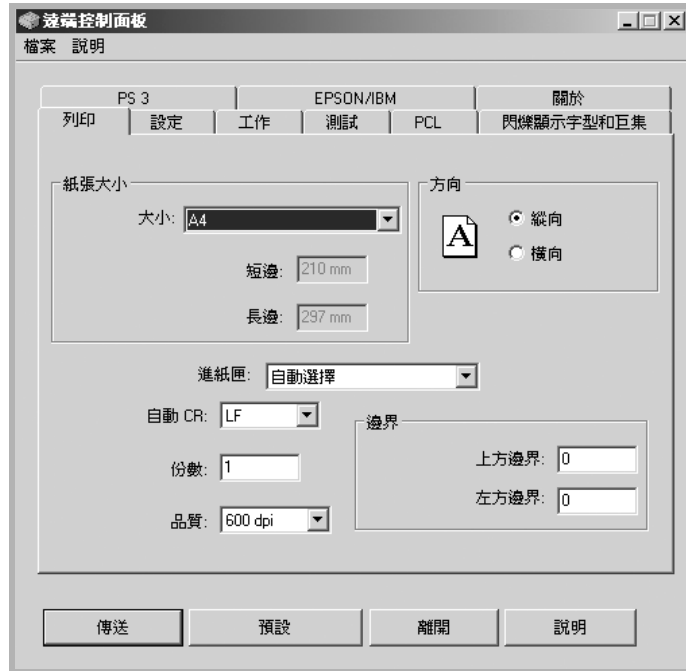 遠端控制面板
檔案 說明
PS 3 EPSON/IBM 關於
列印 設定 工作 測試 PCL 閃爍顯示字型和巨集
紙張大小 方向
大小: A4
A 縱向
橫向
短邊: 210 mm
長邊: 297 mm
進紙匣: 自動選擇
自動 CR: LF
邊界
上方邊界: 0
份數: 1
左方邊界: 0
品質: 600 dpi
傳送 預設 離開 說明